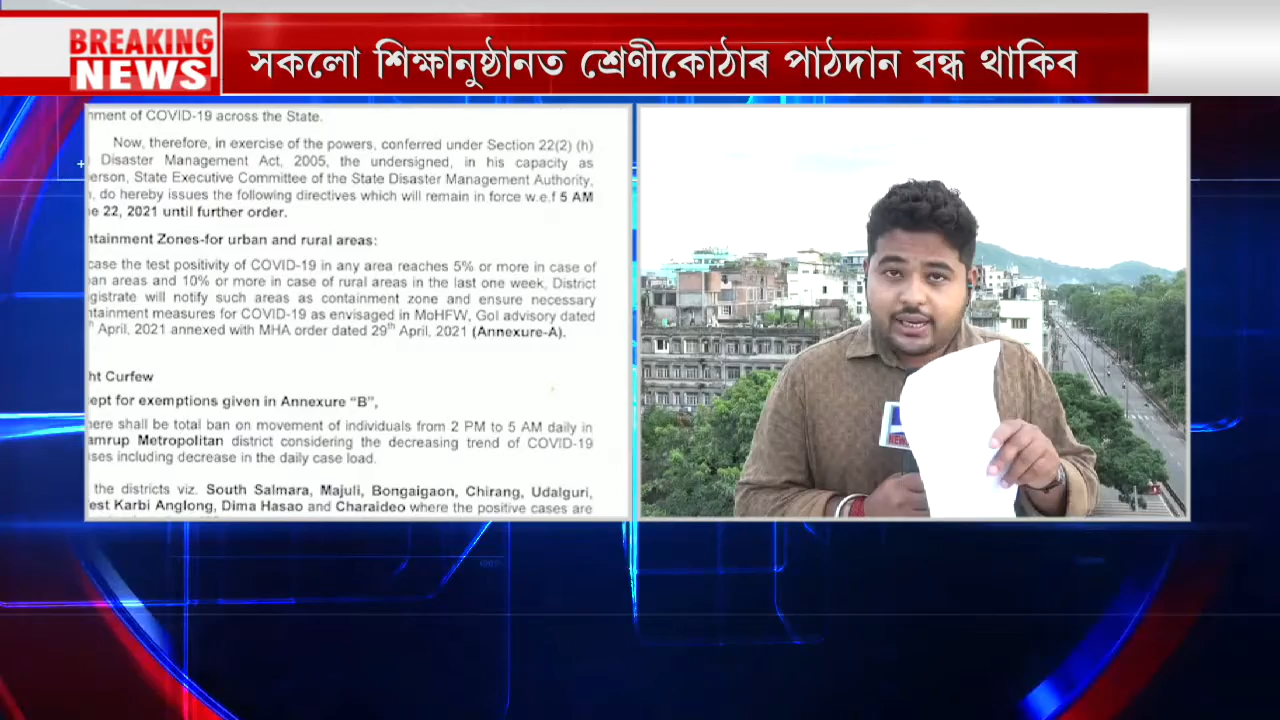 BREAKING
NEWS
সকলো শিক্ষানুষ্ঠানত শ্ৰেণীকোঠাৰ পাঠদান বন্ধ থাকিব
nment of COVID-19 across the State.
Now, therefore, in exercise of the powers, conferred under Section 22(2) (h)
Disaster Management Act, 2005, the undersigned, in his capacity as
erson, State Executive Committee of the State Disaster Management Authority,
, do hereby issues the following directives which will remain in force w.e.f 5 AM
e 22, 2021 until further order.
ntainment Zones-for urban and rural areas:
case the test positivity of COVID-19 in any area reaches 5% or more in case of
an areas and 10% or more in case of rural areas in the last one week, District
gistrate will notify such areas as containment zone and ensure necessary
ntainment measures for COVID-19 as envisaged in MoHFW, GoI advisory dated
April, 2021 annexed with MHA order dated 29th April, 2021 (Annexure-A).
ht Curfew
ept for exemptions given in Annexure “B”,
here shall be total ban on movement of individuals from 2 PM to 5 AM daily in
amrup Metropolitan district considering the decreasing trend of COVID-19
ses including decrease in the daily case load.
the districts viz. South Salmara, Majuli, Bongaigaon, Chirang, Udalguri,
est Karbi Anglong, Dima Hasao and Charaideo where the positive cases are
NEWS